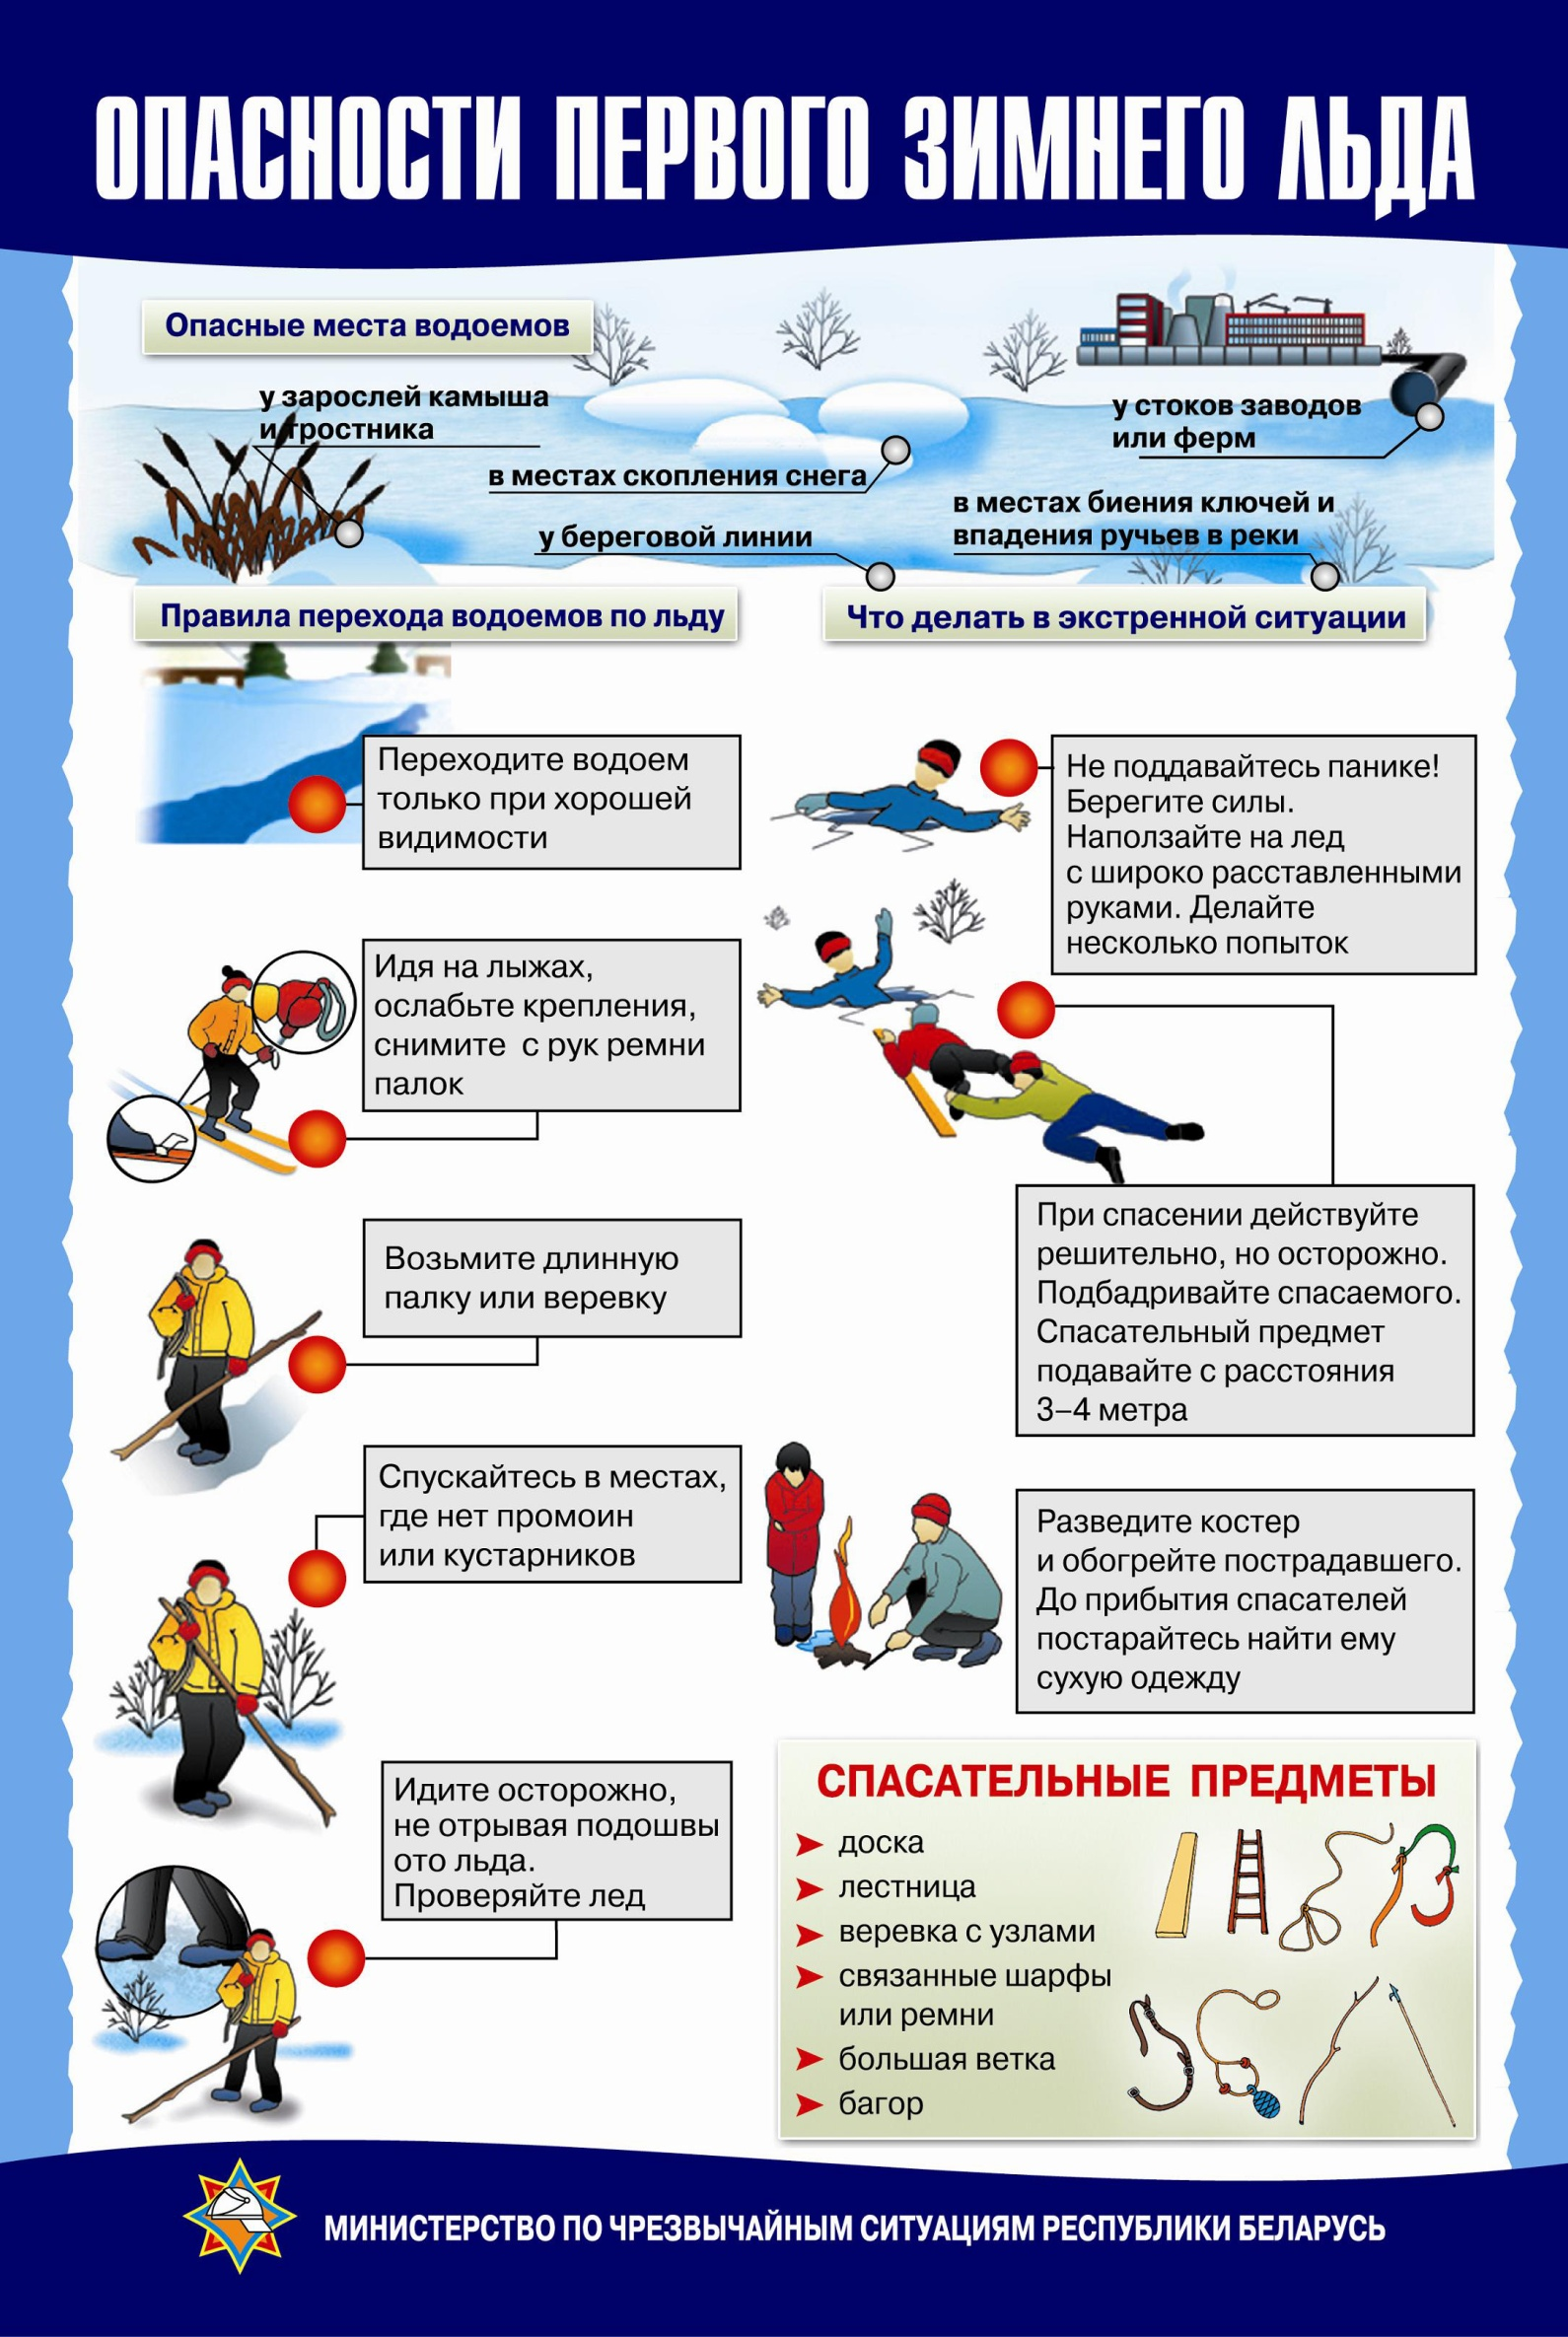 ОПАСНОСТИ ПЕРВОГО ЗИМНЕГО ЛЬДА
Опасные места водоемов
у зарослей камыша
и тростника
в местах скопления снега
у береговой линии
у стоков заводов
или ферм
в местах биения ключей и
впадения ручьев в реки
Правила перехода водоемов по льду
Переходите водоем
только при хорошей
видимости
Идя на лыжах,
ослабьте крепления,
снимите с рук ремни
палок
Возьмите длинную
палку или веревку
Спускайтесь в местах,
где нет промоин
или кустарников
Идите осторожно,
не отрывая подошвы
ото льда.
Проверяйте лед
Что делать в экстренной ситуации
Не поддавайтесь панике!
Берегите силы.
Наползайте на лед
с широко расставленными
руками. Делайте
несколько попыток
При спасении действуйте
решительно, но осторожно.
Подбадривайте спасаемого.
Спасательный предмет
подавайте с расстояния
3–4 метра
Разведите костер
и обогрейте пострадавшего.
До прибытия спасателей
постарайтесь найти ему
сухую одежду
СПАСАТЕЛЬНЫЕ ПРЕДМЕТЫ
доска
лестница
веревка с узлами
связанные шарфы
или ремни
большая ветка
багор
МИНИСТЕРСТВО ПО ЧРЕЗВЫЧАЙНЫМ СИТУАЦИЯМ РЕСПУБЛИКИ БЕЛАРУСЬ